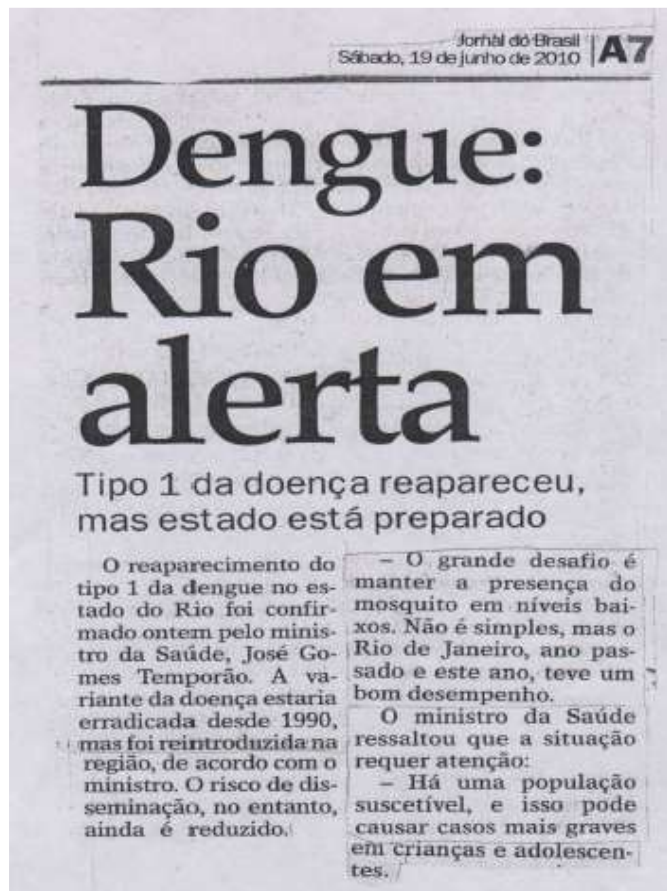 Jornal do Brasil
Sábado, 19 de junho de 2010
A7
Dengue:
Rio em
alerta
Tipo 1 da doença reapareceu,
mas estado está preparado
O reaparecimento do
tipo 1 da dengue no es-
tado do Rio foi confir-
mado ontem pelo minis-
tro da Saúde, José Go-
mes Temporão. A va-
riante da doença estaria
erradicada desde 1990,
mas foi reintroduzida na
região, de acordo com o
ministro. O risco de dis-
seminação, no entanto,
ainda é reduzido.
– O grande desafio é
manter a presença do
mosquito em níveis bai-
xos. Não é simples, mas o
Rio de Janeiro, ano pas-
sado e este ano, teve um
bom desempenho.
O ministro da Saúde
ressaltou que a situação
requer atenção:
– Há uma população
suscetível, e isso pode
causar casos mais graves
em crianças e adolescen-
tes.